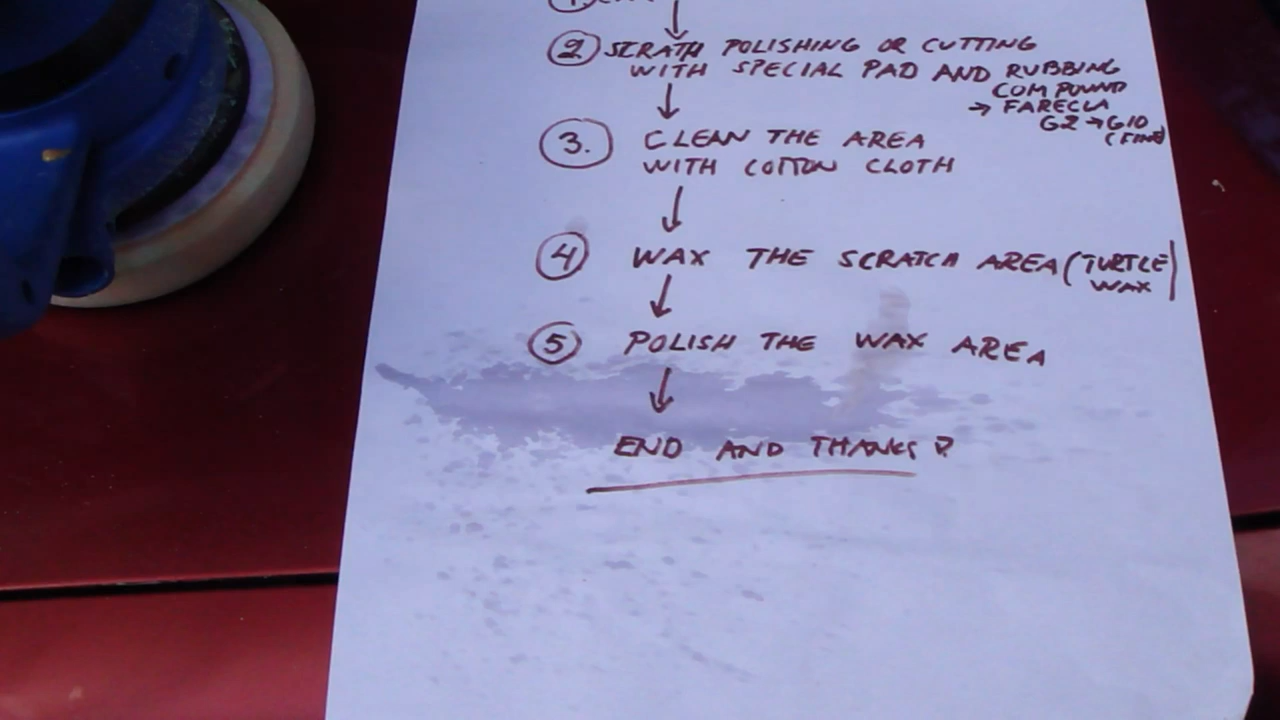 1.
② SCRATH POLISHING OR CUTTING
WITH SPECIAL PAD AND RUBBING
COMPOUND
→ FARECLA
G2 → G10
(FINE)
3. CLEAN THE AREA
WITH COTTON CLOTH
④ WAX THE SCRATCH AREA (TURTLE
WAX)
⑤ POLISH THE WAX AREA
END AND THANKS